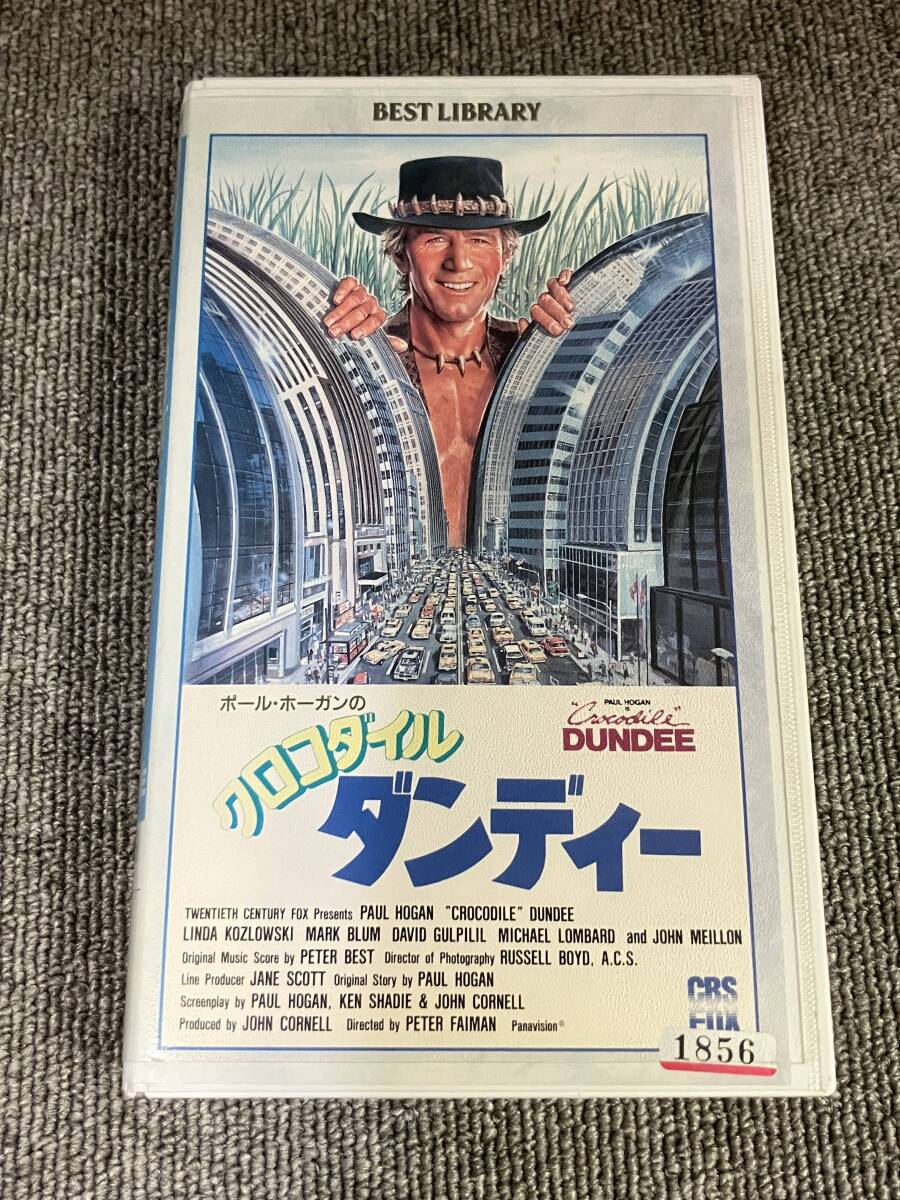 BEST LIBRARY
ポール・ホーガンの
クロコダイル
ダンディー
PAUL HOGAN
IS
"Crocodile"
DUNDEE
TWENTIETH CENTURY FOX Presents PAUL HOGAN "CROCODILE" DUNDEE
LINDA KOZLOWSKI MARK BLUM DAVID GULPILIL MICHAEL LOMBARD and JOHN MEILLON
Original Music Score by PETER BEST Director of Photography RUSSELL BOYD, A.C.S.
Line Producer JANE SCOTT Original Story by PAUL HOGAN
Screenplay by PAUL HOGAN, KEN SHADIE & JOHN CORNELL
Produced by JOHN CORNELL Directed by PETER FAIMAN Panavision®
CBS
FOX
1856